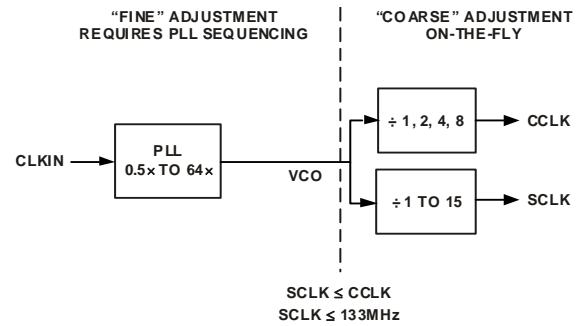 “FINE” ADJUSTMENT
REQUIRES PLL SEQUENCING
“COARSE” ADJUSTMENT
ON-THE-FLY
CLKIN
PLL
0.5× TO 64×
VCO
÷ 1, 2, 4, 8
CCLK
÷1 TO 15
SCLK
SCLK ≤ CCLK
SCLK ≤ 133MHz